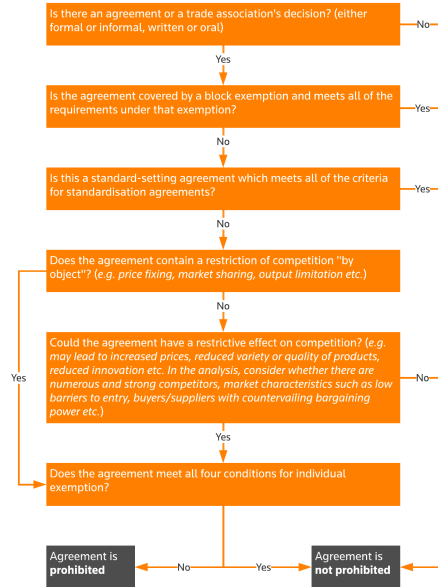 Is there an agreement or a trade association's decision? (either
formal or informal, written or oral)
No
Yes
Is the agreement covered by a block exemption and meets all of the
requirements under that exemption?
Yes
No
Is this a standard-setting agreement which meets all of the criteria
for standardisation agreements?
Yes
No
Does the agreement contain a restriction of competition "by
object"? (e.g. price fixing, market sharing, output limitation etc.)
No
Could the agreement have a restrictive effect on competition? (e.g.
may lead to increased prices, reduced variety or quality of products,
reduced innovation etc. In the analysis, consider whether there are
numerous and strong competitors, market characteristics such as low
barriers to entry, buyers/suppliers with countervailing bargaining
power etc.)
Yes
No
Yes
Does the agreement meet all four conditions for individual
exemption?
Agreement is
prohibited
No
Yes
Agreement is
not prohibited